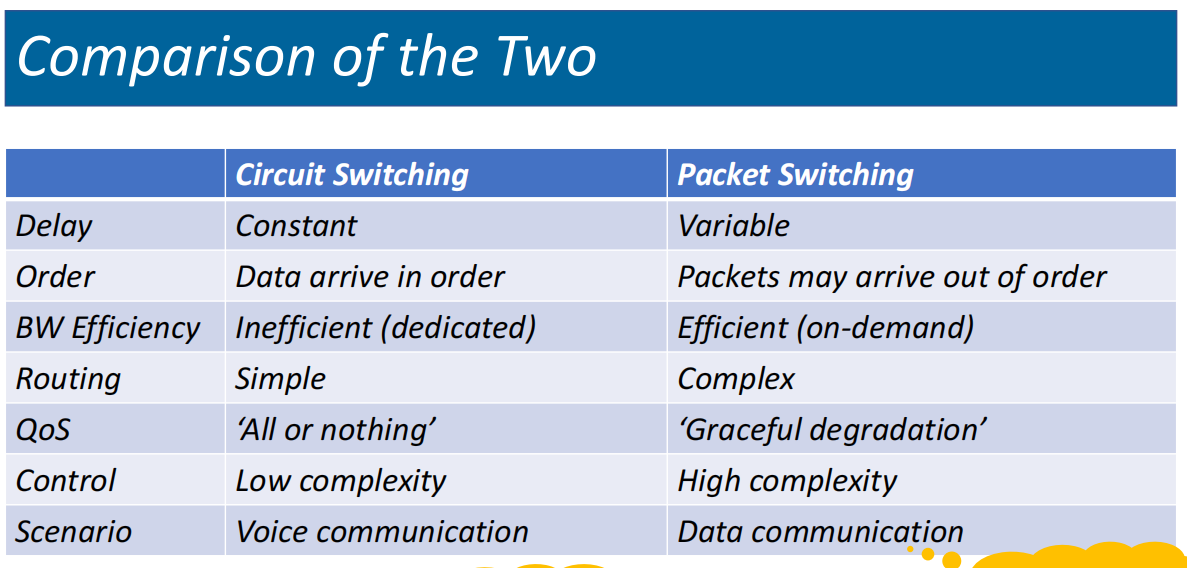 Comparison of the Two
Circuit Switching Packet Switching
Delay Constant Variable
Order Data arrive in order Packets may arrive out of order
BW Efficiency Inefficient (dedicated) Efficient (on-demand)
Routing Simple Complex
QoS ‘All or nothing’ ‘Graceful degradation’
Control Low complexity High complexity
Scenario Voice communication Data communication